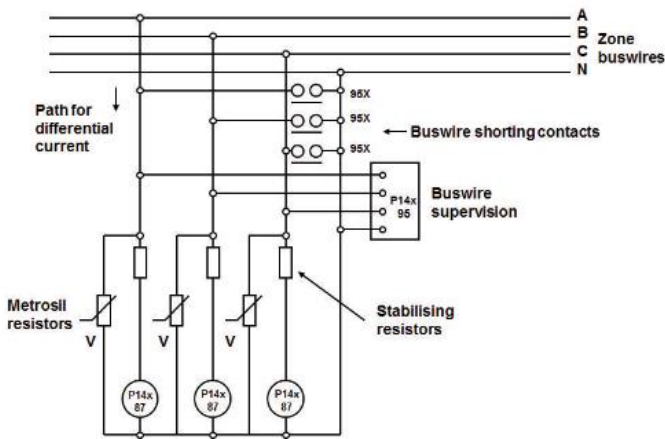 A
B
C
N
Zone
buswires
Path for
differential
current
95X
95X
95X
Buswire shorting contacts
P14x
95
Buswire
supervision
Metrosil
resistors
V
V
V
Stabilising
resistors
P14x
87
P14x
87
P14x
87